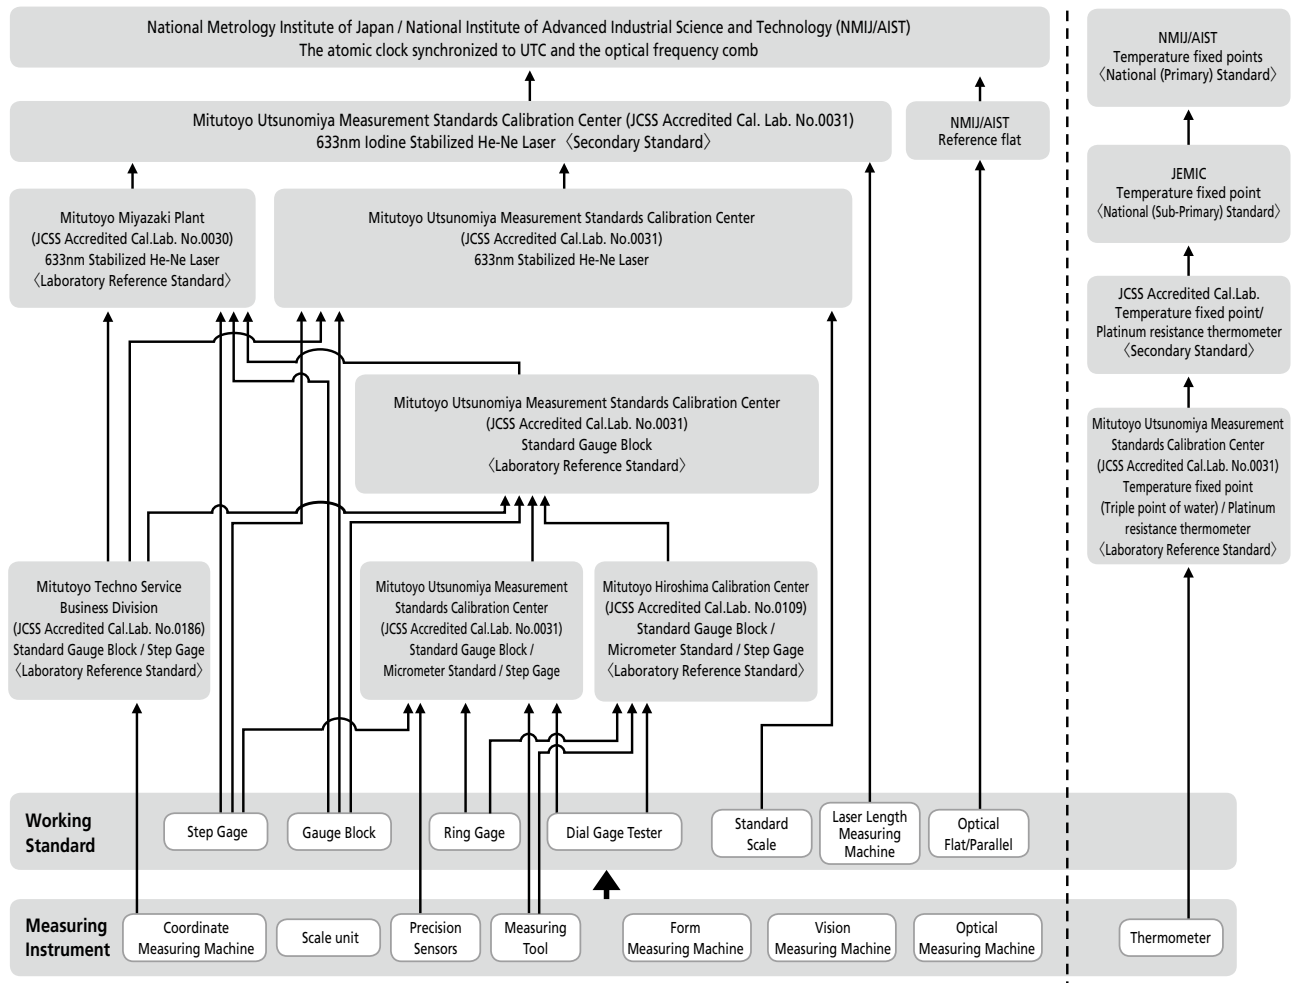 National Metrology Institute of Japan / National Institute of Advanced Industrial Science and Technology (NMIJ/AIST)
The atomic clock synchronized to UTC and the optical frequency comb
NMIJ/AIST
Temperature fixed points
〈National (Primary) Standard〉
Mitutoyo Utsunomiya Measurement Standards Calibration Center (JCSS Accredited Cal. Lab. No.0031)
633nm Iodine Stabilized He-Ne Laser 〈Secondary Standard〉
NMIJ/AIST
Reference flat
JEMIC
Temperature fixed point
〈National (Sub-Primary) Standard〉
Mitutoyo Miyazaki Plant
(JCSS Accredited Cal.Lab. No.0030)
633nm Stabilized He-Ne Laser
〈Laboratory Reference Standard〉
Mitutoyo Utsunomiya Measurement Standards Calibration Center
(JCSS Accredited Cal.Lab. No.0031)
633nm Stabilized He-Ne Laser
JCSS Accredited Cal.Lab.
Temperature fixed point/
Platinum resistance thermometer
〈Secondary Standard〉
Mitutoyo Utsunomiya Measurement Standards Calibration Center
(JCSS Accredited Cal.Lab. No.0031)
Standard Gauge Block
〈Laboratory Reference Standard〉
Mitutoyo Utsunomiya Measurement
Standards Calibration Center
(JCSS Accredited Cal.Lab. No.0031)
Temperature fixed point
(Triple point of water) / Platinum
resistance thermometer
〈Laboratory Reference Standard〉
Mitutoyo Techno Service
Business Division
(JCSS Accredited Cal.Lab. No.0186)
Standard Gauge Block / Step Gage
〈Laboratory Reference Standard〉
Mitutoyo Utsunomiya Measurement
Standards Calibration Center
(JCSS Accredited Cal.Lab. No.0031)
Standard Gauge Block /
Micrometer Standard / Step Gage
Mitutoyo Hiroshima Calibration Center
(JCSS Accredited Cal.Lab. No.0109)
Standard Gauge Block /
Micrometer Standard / Step Gage
〈Laboratory Reference Standard〉
Working
Standard
Step Gage
Gauge Block
Ring Gage
Dial Gage Tester
Standard
Scale
Laser Length
Measuring
Machine
Optical
Flat/Parallel
Measuring
Instrument
Coordinate
Measuring Machine
Scale unit
Precision
Sensors
Measuring
Tool
Form
Measuring Machine
Vision
Measuring Machine
Optical
Measuring Machine
Thermometer